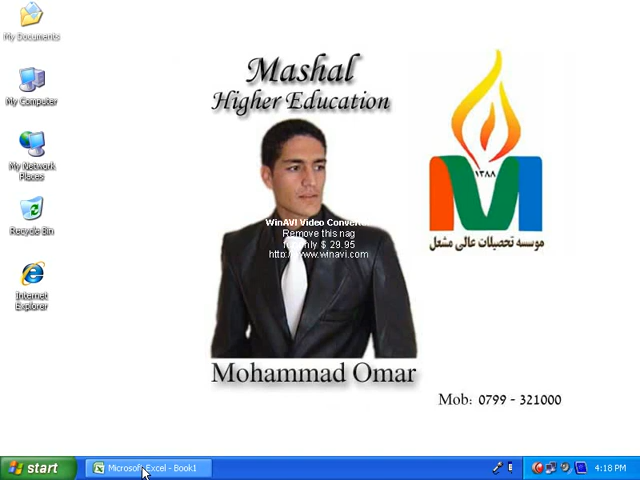 My Documents
My Computer
My Network
Places
Recycle Bin
Internet
Explorer
Mashal
Higher Education
۱۳۸۸
موسسه تحصیلات عالی مشعل
WinAVI Video Converte
Remove this nag
for only $ 29.95
http://www.winavi.com
Mohammad Omar
Mob: 0799 - 321000
start
Microsoft Excel - Book1
4:18 PM